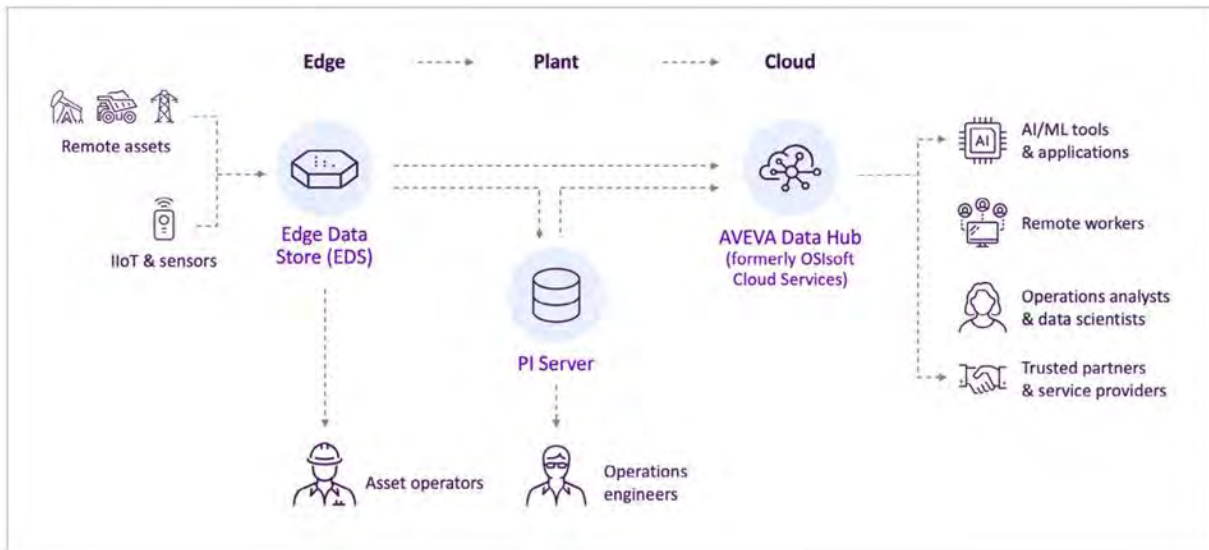 Edge
Plant
Cloud
Remote assets
IIoT & sensors
Edge Data
Store (EDS)
PI Server
AVEVA Data Hub
(formerly OSIsoft
Cloud Services)
AI
AI/ML tools
& applications
Remote workers
Operations analysts
& data scientists
Trusted partners
& service providers
Asset operators
Operations
engineers